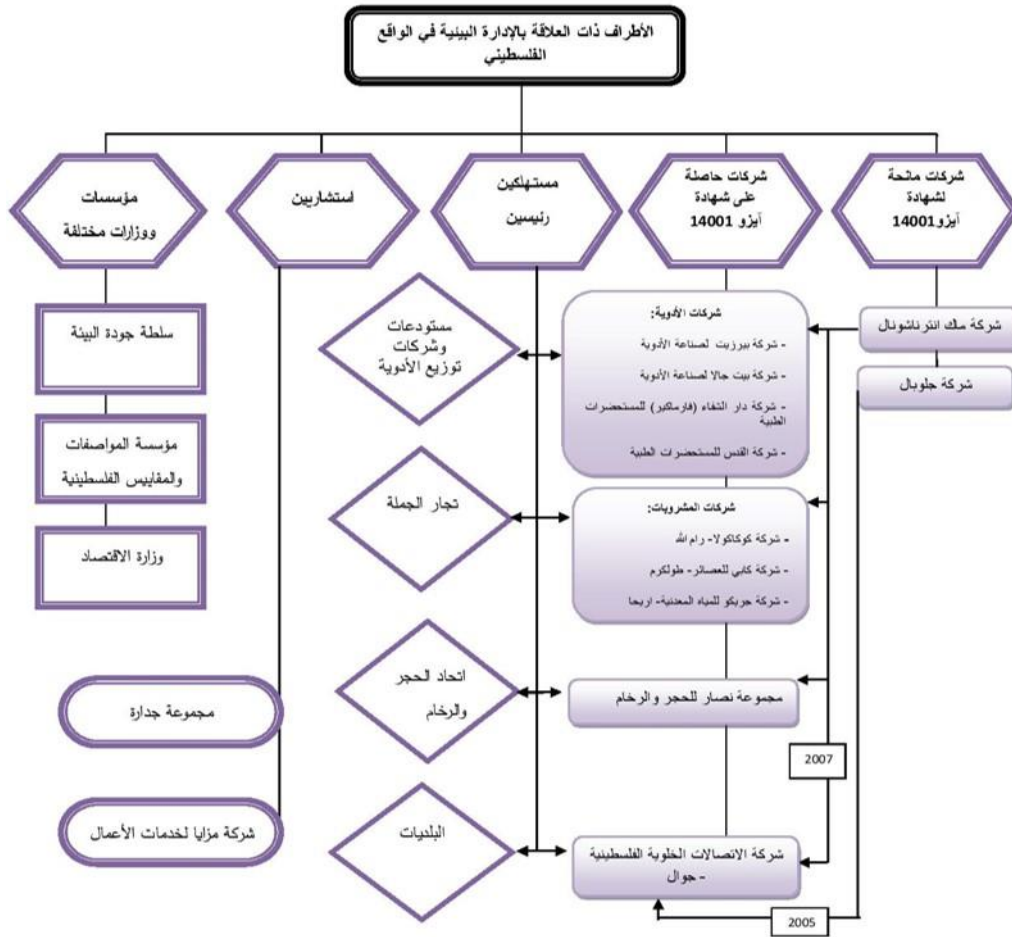 الأطراف ذات العلاقة بالإدارة البيئية في الواقع
الفلسطيني
شركات مانحة
لشهادة
آيزو14001
شركات حاصلة
على شهادة
آيزو 14001
مستهلكين
رئيسين
استشاريين
مؤسسات
ووزارات مختلفة
شركة ماك انترناشونال
شركة جلوبال
شركات الأدوية:
- شركة بيرزيت لصناعة الأدوية
- شركة بيت جالا لصناعة الأدوية
- شركة دار الشفاء (فارماكير) للمستحضرات
الطبية
- شركة القدس للمستحضرات الطبية
شركات المشروبات:
- شركة كوكاكولا- رام الله
- شركة كابي للعصائر- طولكرم
- شركة جريكو للمياه المعدنية- اريحا
مجموعة نصار للحجر والرخام
شركة الاتصالات الخلوية الفلسطينية
- جوال
2007
2005
مستودعات
وشركات
توزيع الأدوية
تجار الجملة
اتحاد الحجر
والرخام
البلديات
سلطة جودة البيئة
مؤسسة المواصفات
والمقاييس الفلسطينية
وزارة الاقتصاد
مجموعة جدارة
شركة مزايا لخدمات الأعمال